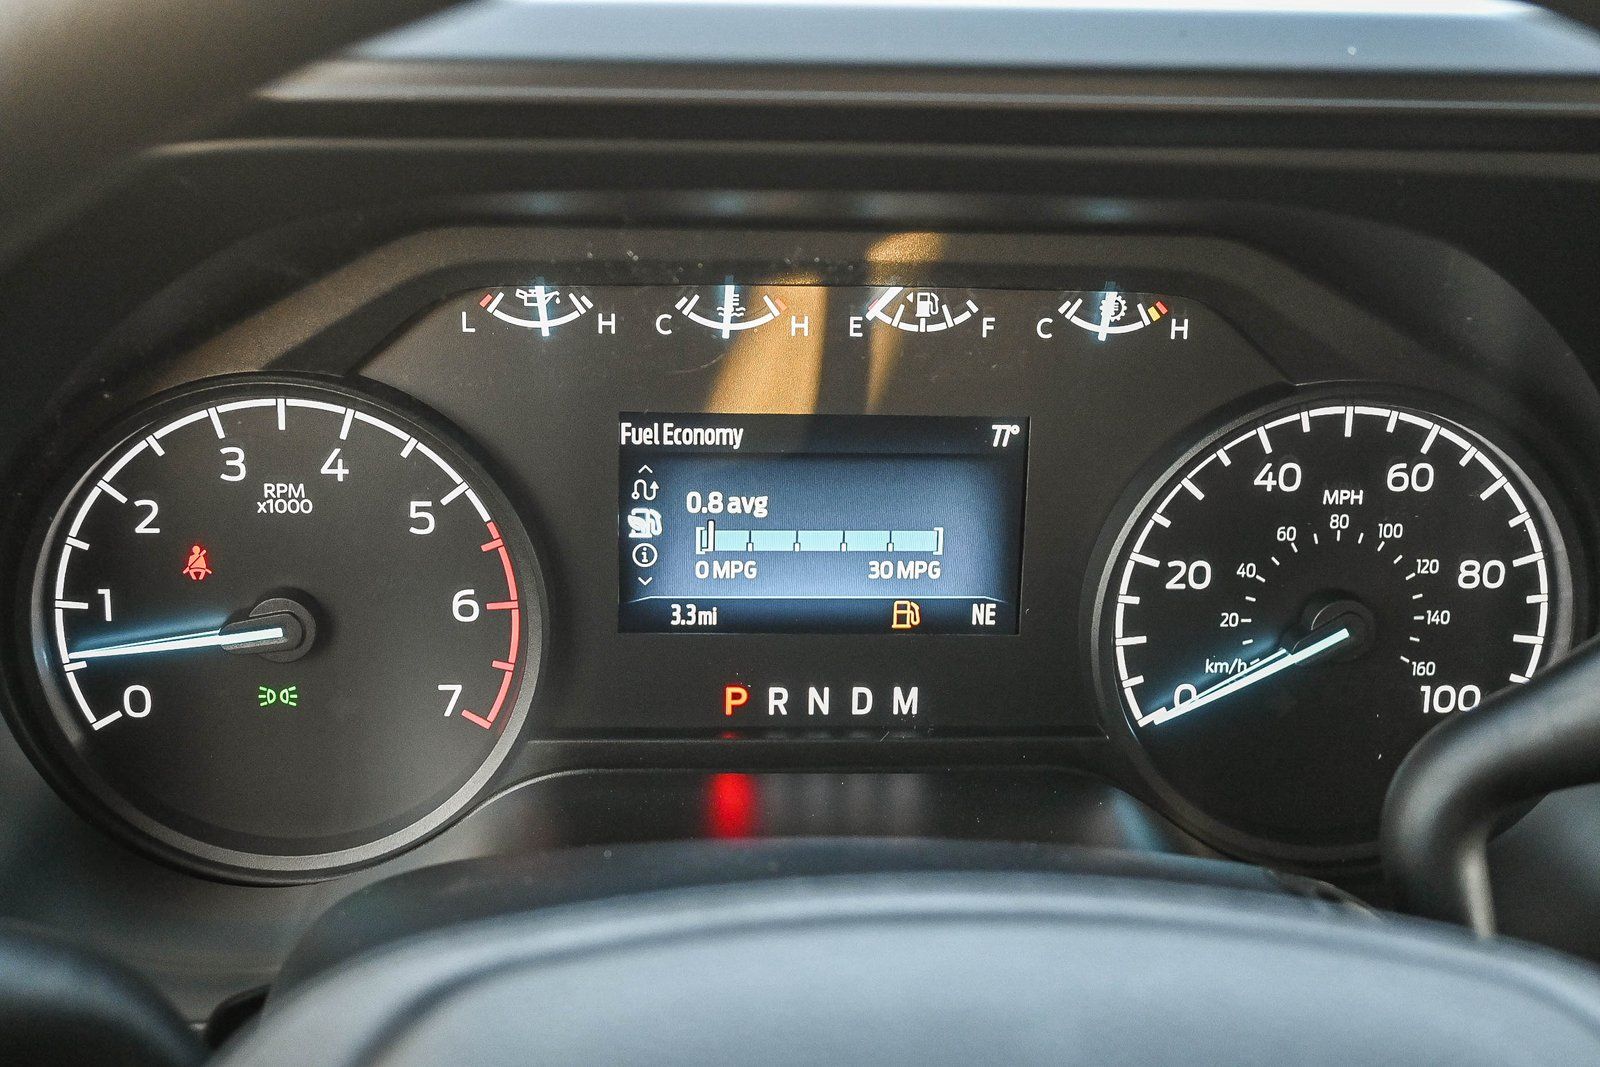 L H C H E F C H
0 1 2 3 4 5 6 7
RPM
x1000
Fuel Economy 77°
0.8 avg
0 MPG 30 MPG
3.3 mi NE
P R N D M
0 20 40 60 80 100
MPH
20 40 60 80 100 120 140 160
km/h